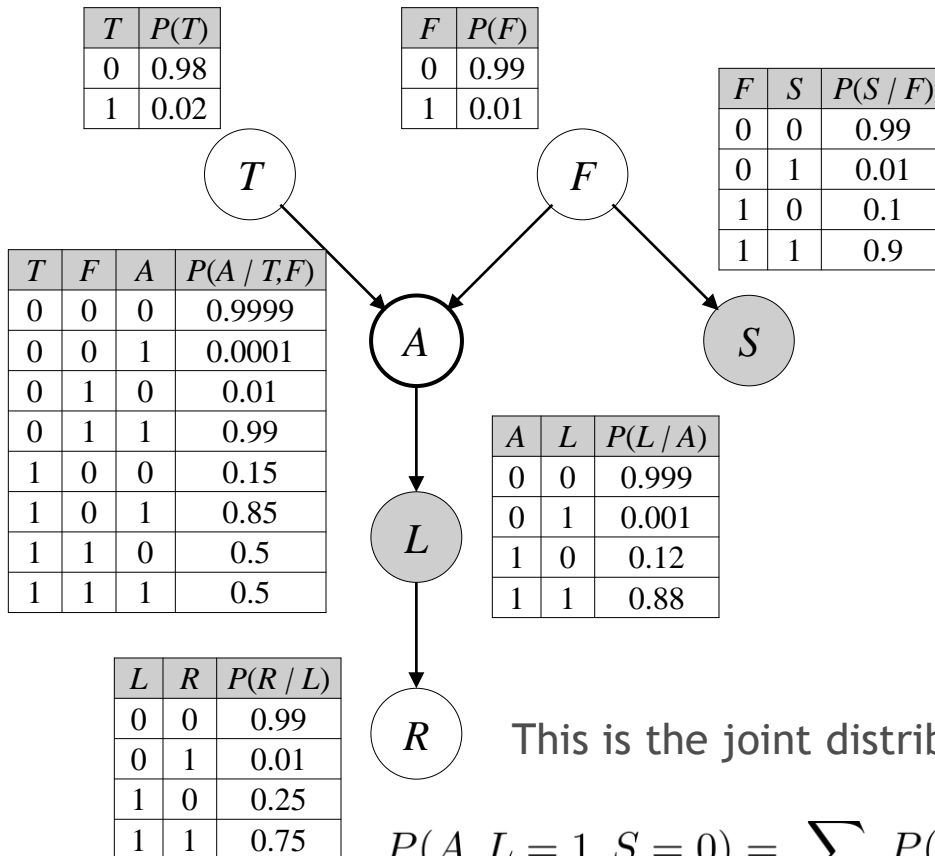 T P(T)
0 0.98
1 0.02
F P(F)
0 0.99
1 0.01
F S P(S / F)
0 0 0.99
0 1 0.01
1 0 0.1
1 1 0.9
T
F
T F A P(A / T,F)
0 0 0 0.9999
0 0 1 0.0001
0 1 0 0.01
0 1 1 0.99
1 0 0 0.15
1 0 1 0.85
1 1 0 0.5
1 1 1 0.5
A
S
A L P(L / A)
0 0 0.999
0 1 0.001
1 0 0.12
1 1 0.88
L
L R P(R / L)
0 0 0.99
0 1 0.01
1 0 0.25
1 1 0.75
R
This is the joint
P(A, L = 1, S = 0) = ∑ P(